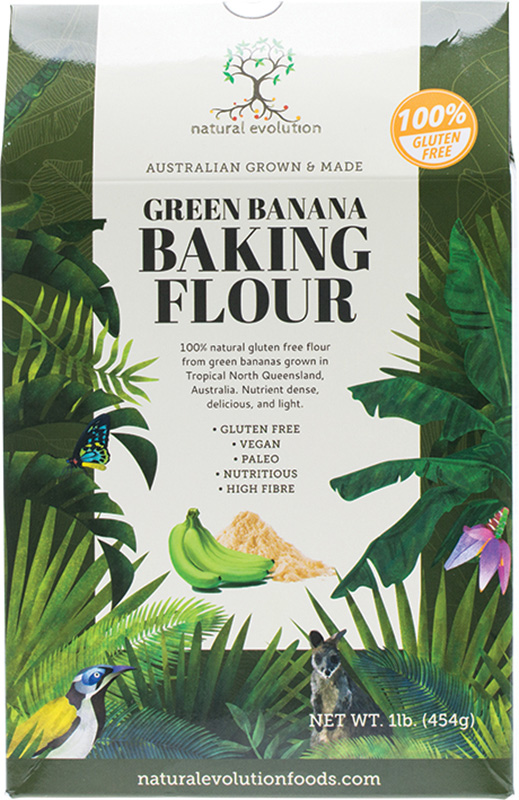 natural evolution
100%
GLUTEN
FREE
AUSTRALIAN GROWN & MADE
GREEN BANANA
BAKING
FLOUR
100% natural gluten free flour
from green bananas grown in
Tropical North Queensland,
Australia. Nutrient dense,
delicious, and light.
• GLUTEN FREE
• VEGAN
• PALEO
• NUTRITIOUS
• HIGH FIBRE
NET WT. 1lb. (454g)
naturalevolutionfoods.com